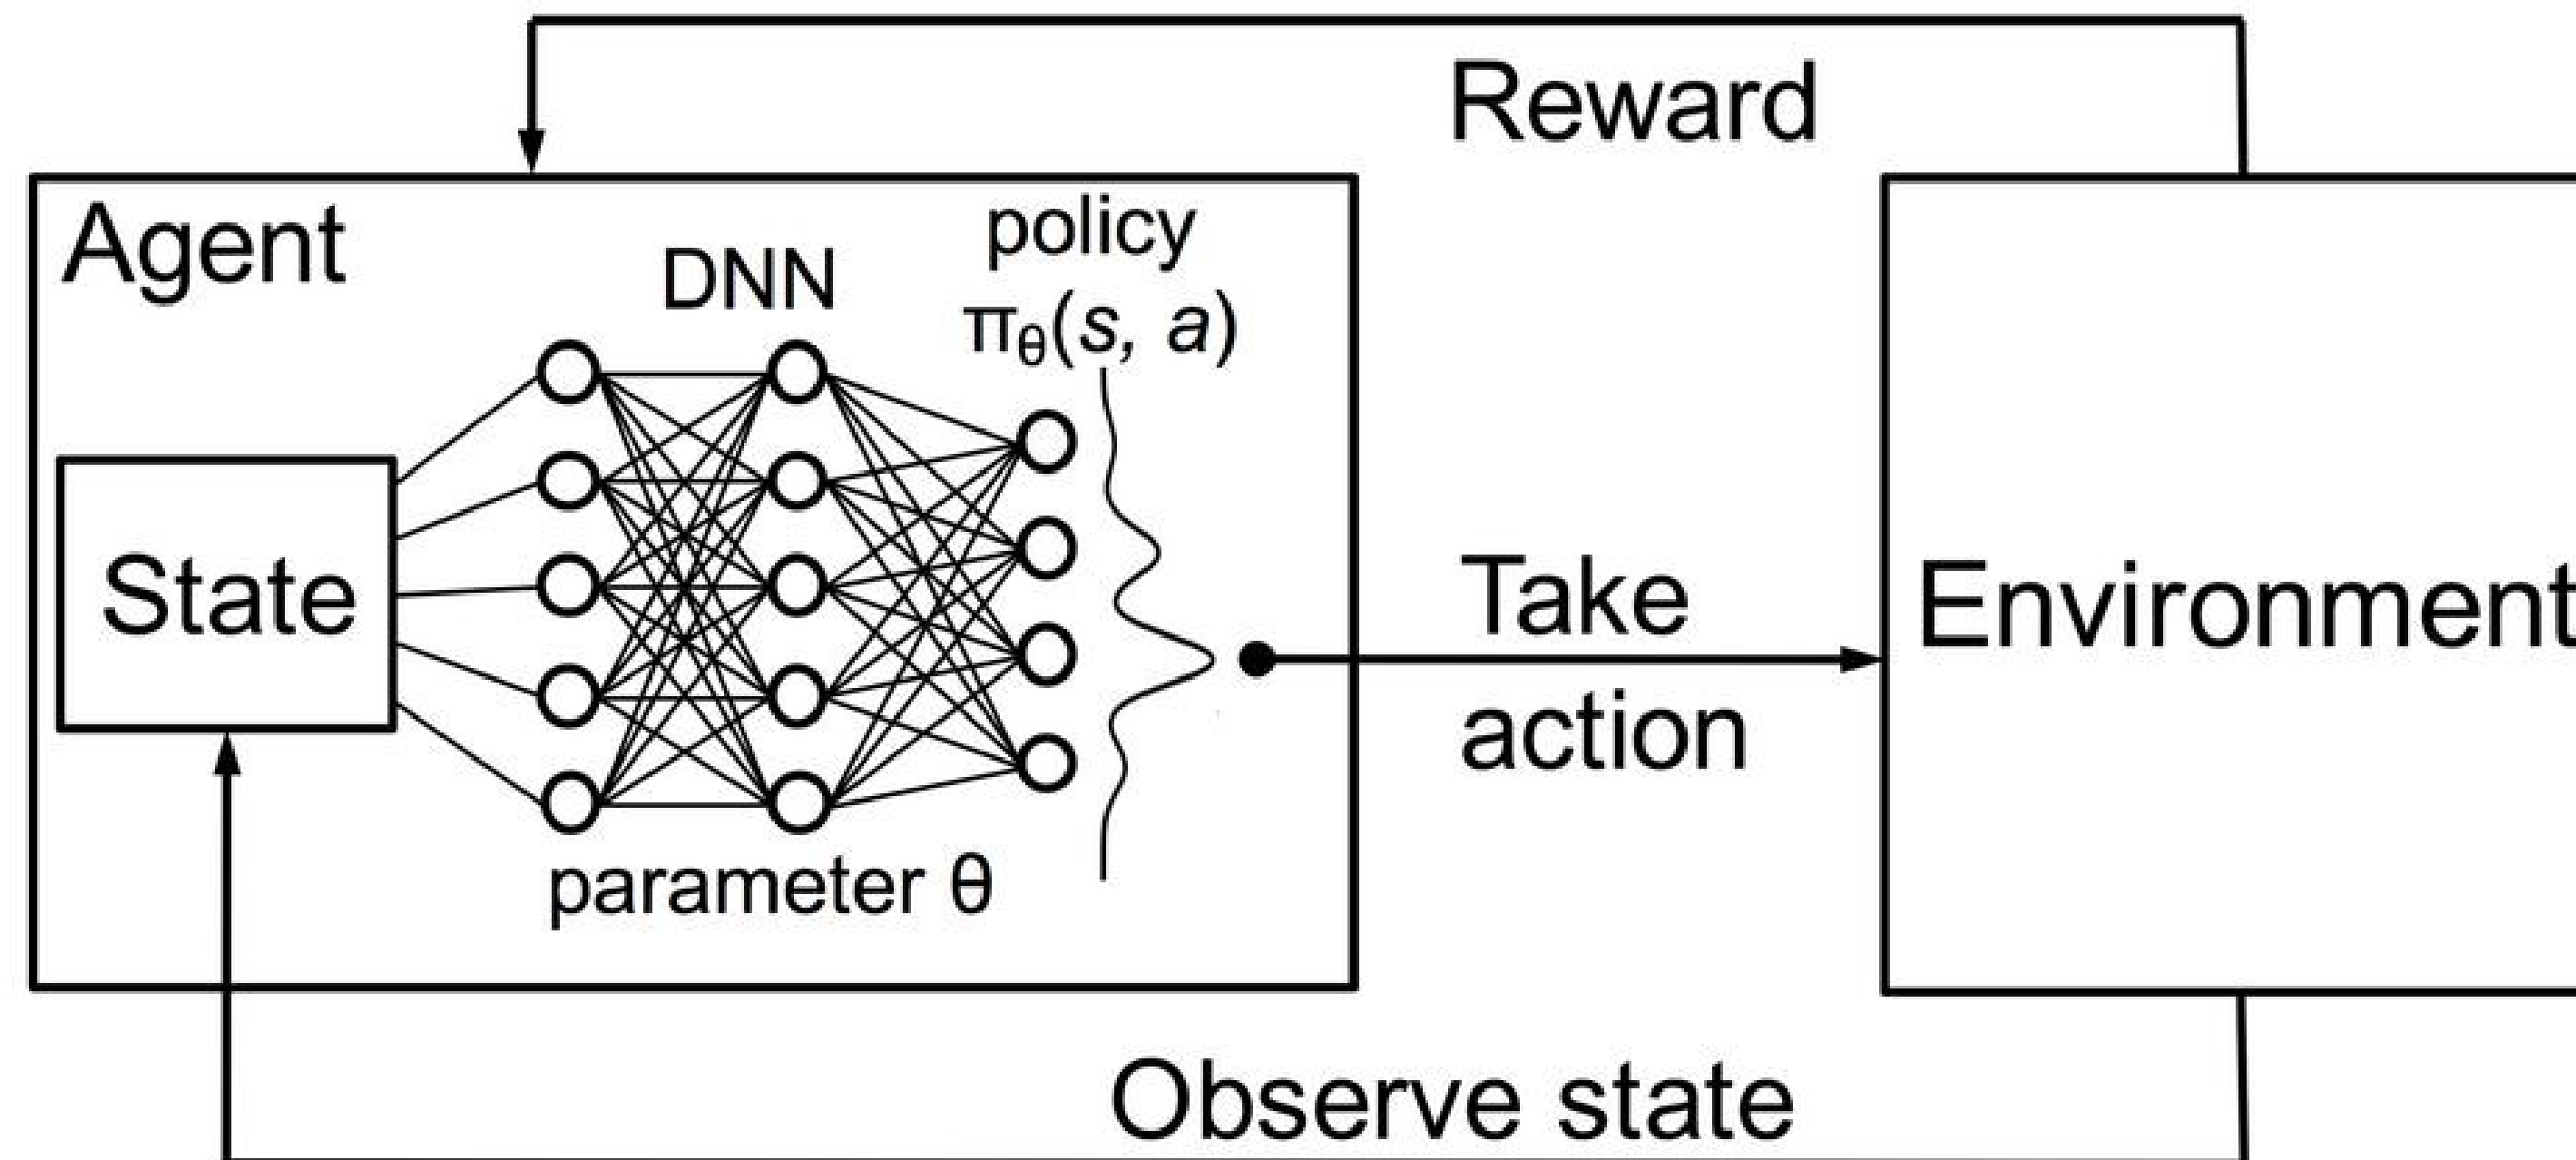 Reward
Agent
policy
DNN
πθ(s, a)
State
Take
action
Environment
parameter θ
Observe state